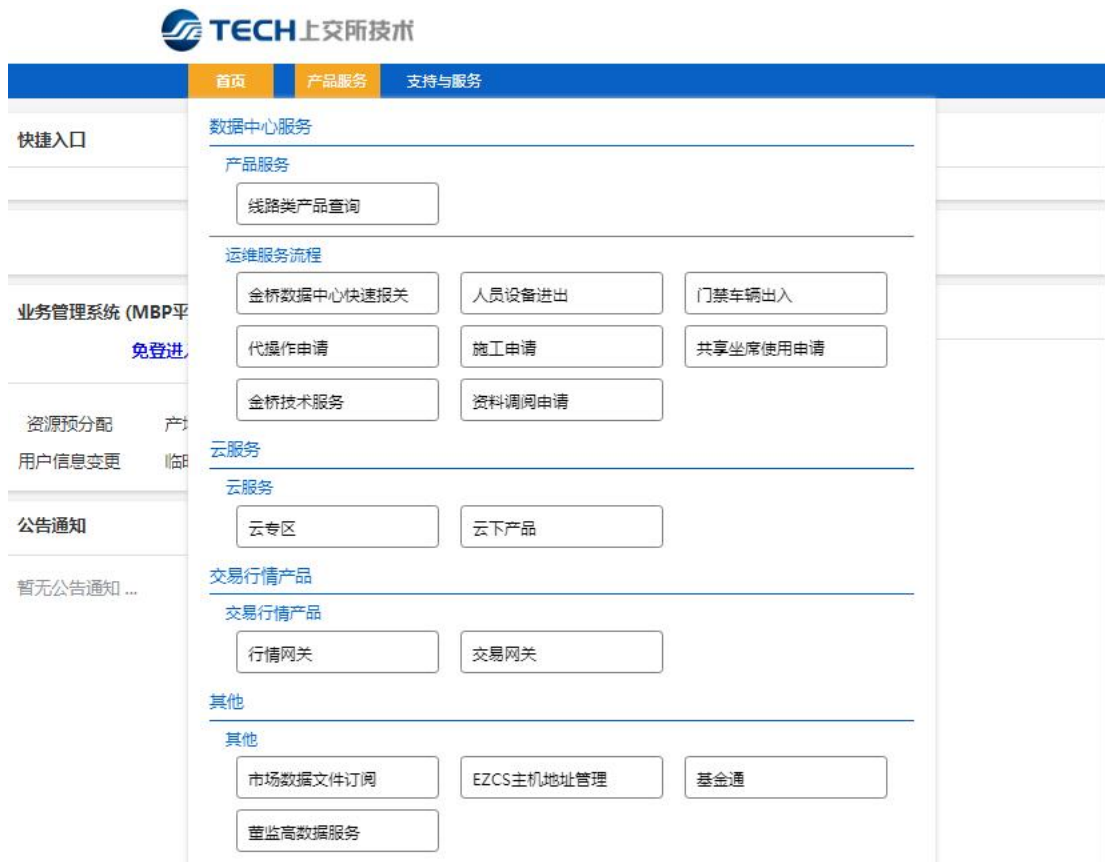 TECH上交所技术
首页 产品服务 支持与服务
快捷入口
业务管理系统 (MBP平
免登进
资源预分配
用户信息变更 临时
公告通知
暂无公告通知 ...
数据中心服务
产品服务
线路类产品查询
运维服务流程
金桥数据中心快速报关 人员设备进出 门禁车辆出入
代操作申请 施工申请 共享坐席使用申请
金桥技术服务 资料调阅申请
云服务
云服务
云专区 云下产品
交易行情产品
交易行情产品
行情网关 交易网关
其他
其他
市场数据文件订阅 EZCS主机地址管理 基金通
董监高数据服务